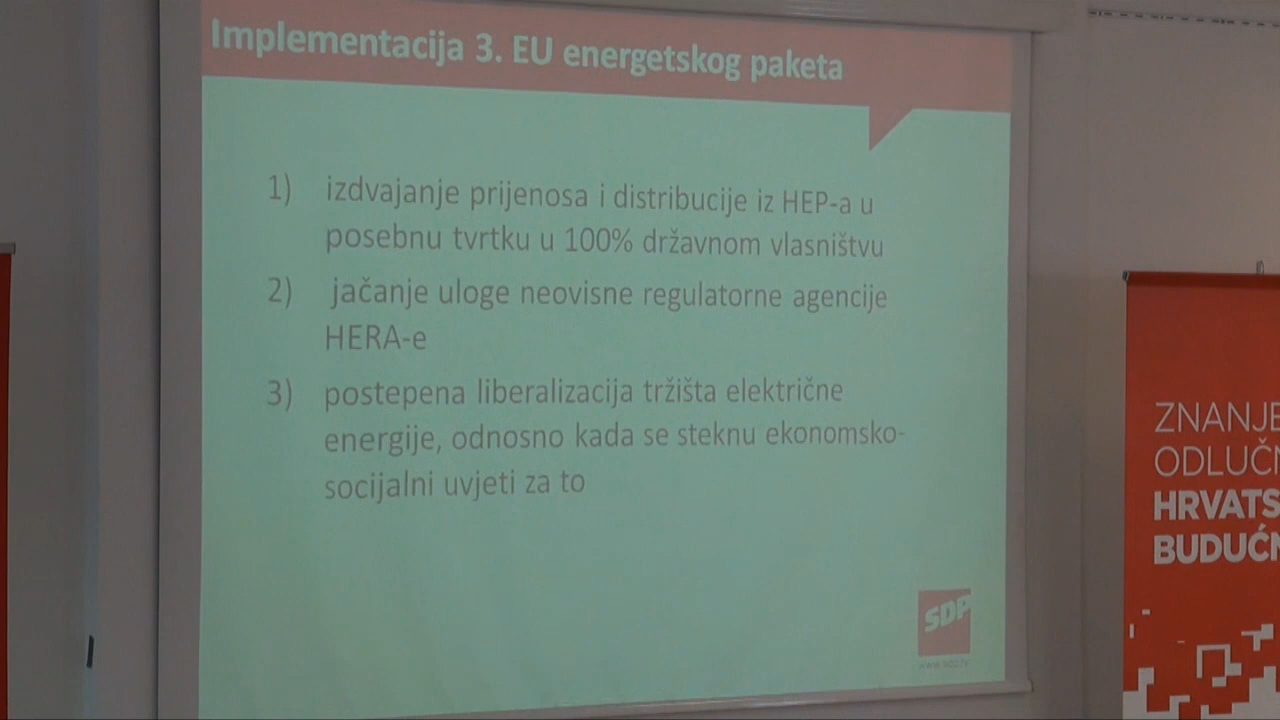 Implementacija 3. EU energetskog paketa
1) izdvajanje prijenosa i distribucije iz HEP-a u
posebnu tvrtku u 100% državnom vlasništvu
2) jačanje uloge neovisne regulatorne agencije
HERA-e
3) postepena liberalizacija tržišta električne
energije, odnosno kada se steknu ekonomsko-
socijalni uvjeti za to
SDP
ZNANJE
ODLUČN
HRVATS
BUDUĆN